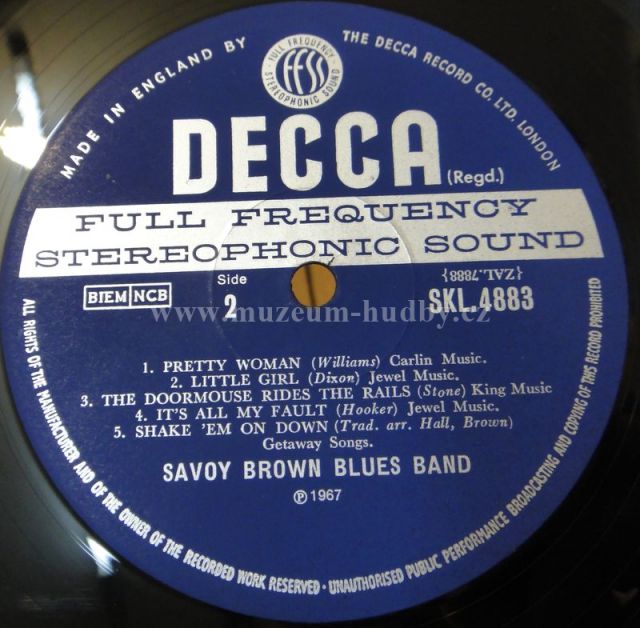 MADE IN ENGLAND BY THE DECCA RECORD CO. LTD. LONDON
FULL FREQUENCY
FFSS
STEREOPHONIC SOUND
DECCA (Regd.)
FULL FREQUENCY
STEREOPHONIC SOUND
BIEM NCB
Side
2
{ZAL.7888}
SKL.4883
www.muzeum-hudby.cz
1. PRETTY WOMAN (Williams) Carlin Music.
2. LITTLE GIRL (Dixon) Jewel Music.
3. THE DOORMOUSE RIDES THE RAILS (Stone) King Music
4. IT'S ALL MY FAULT (Hooker) Jewel Music.
5. SHAKE 'EM ON DOWN (Trad. arr. Hall, Brown)
Getaway Songs.
SAVOY BROWN BLUES BAND
℗ 1967
ALL RIGHTS OF THE MANUFACTURER AND OF THE OWNER OF THE RECORDED WORK RESERVED · UNAUTHORISED PUBLIC PERFORMANCE BROADCASTING AND COPYING OF THIS RECORD PROHIBITED